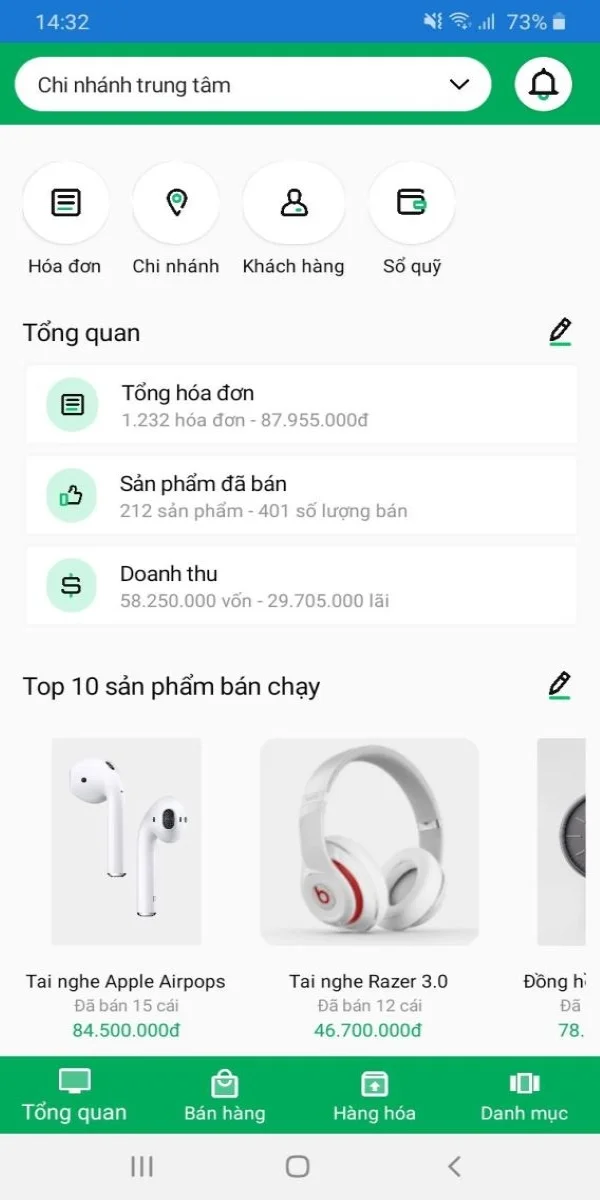 14:32
73%
Chi nhánh trung tâm
Hóa đơn
Chi nhánh
Khách hàng
Sổ quỹ
Tổng quan
Tổng hóa đơn
1.232 hóa đơn - 87.955.000đ
Sản phẩm đã bán
212 sản phẩm - 401 số lượng bán
Doanh thu
58.250.000 vốn - 29.705.000 lãi
Top 10 sản phẩm bán chạy
Tai nghe Apple Airpops
Đã bán 15 cái
84.500.000đ
Tai nghe Razer 3.0
Đã bán 12 cái
46.700.000đ
Đồng h
Đã
78.
Tổng quan
Bán hàng
Hàng hóa
Danh mục